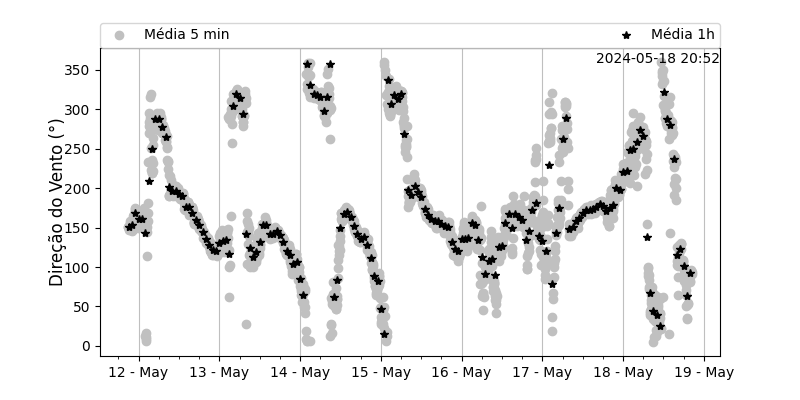 Média 5 min
Média 1h
2024-05-18 20:52
Direção do Vento (°)
350
300
250
200
150
100
50
0
12 - May
13 - May
14 - May
15 - May
16 - May
17 - May
18 - May
19 - May